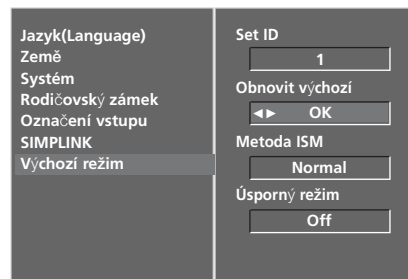 Jazyk(Language)
Země
Systém
Rodičovský zámek
Označení vstupu
SIMPLINK
Výchozí režim
Set ID
1
Obnovit výchozí
◄► OK
Metoda ISM
Normal
Úsporný režim
Off